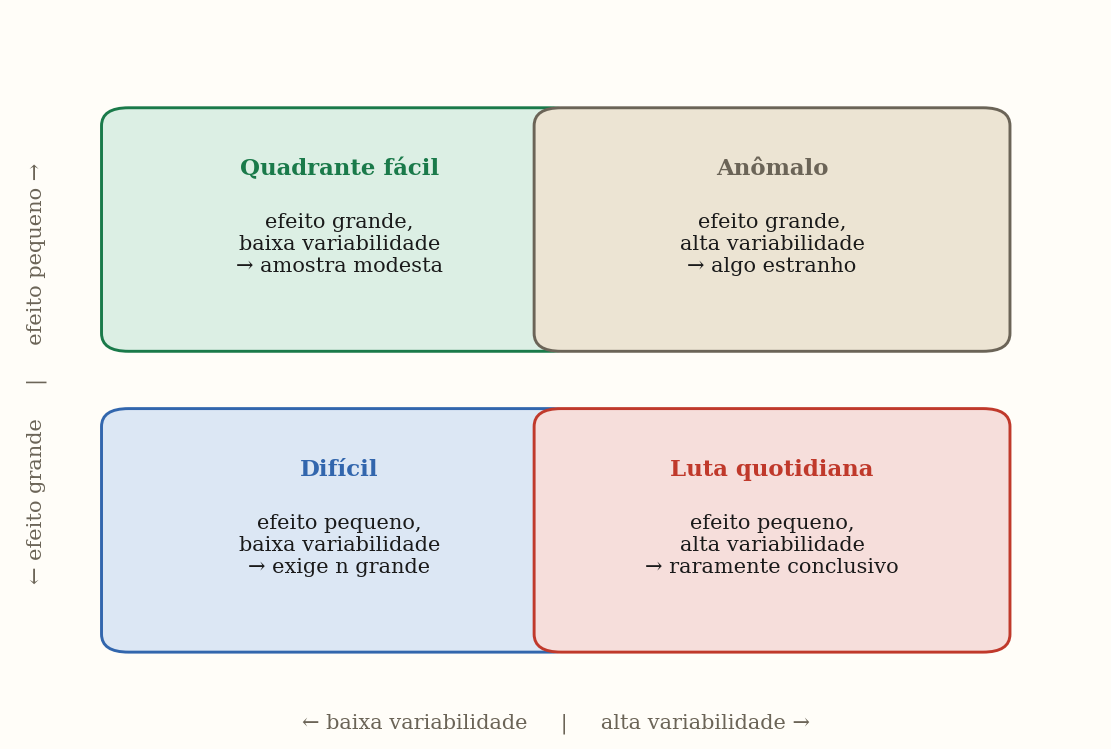 Quadrante fácil
efeito grande,
baixa variabilidade
→ amostra modesta
Anômalo
efeito grande,
alta variabilidade
→ algo estranho
Difícil
efeito pequeno,
baixa variabilidade
→ exige n grande
Luta quotidiana
efeito pequeno,
alta variabilidade
→ raramente conclusivo
← efeito grande | efeito pequeno →
← baixa variabilidade | alta variabilidade →